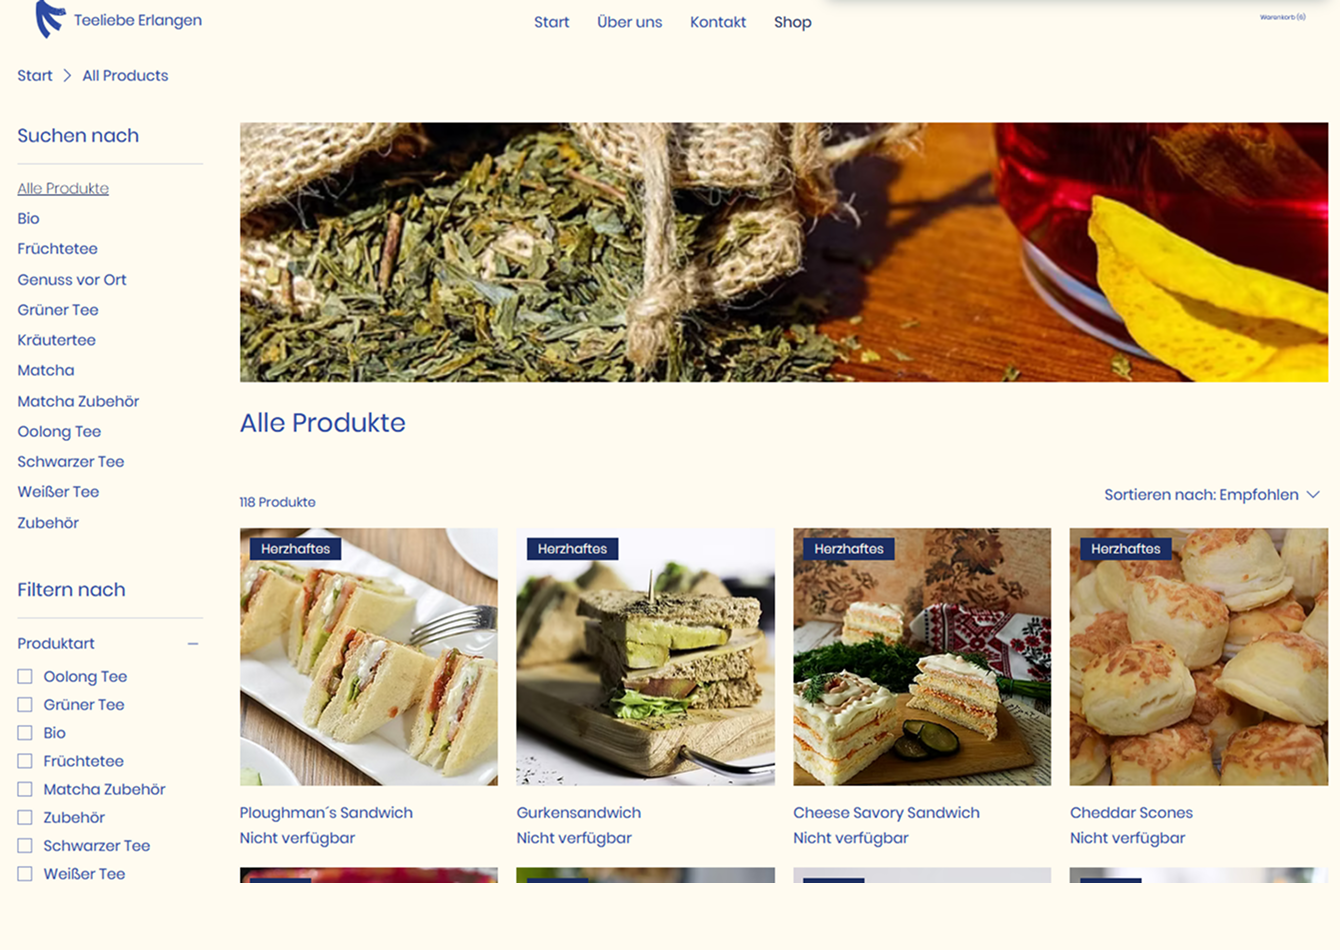 Teeliebe Erlangen
Start Über uns Kontakt Shop
Warenkorb (6)
Start > All Products
Suchen nach
Alle Produkte
Bio
Früchtetee
Genuss vor Ort
Grüner Tee
Kräutertee
Matcha
Matcha Zubehör
Oolong Tee
Schwarzer Tee
Weißer Tee
Zubehör
Filtern nach
Produktart
Oolong Tee
Grüner Tee
Bio
Früchtetee
Matcha Zubehör
Zubehör
Schwarzer Tee
Weißer Tee
Alle Produkte
118 Produkte
Sortieren nach: Empfohlen
Herzhaftes
Ploughman´s Sandwich
Nicht verfügbar
Herzhaftes
Gurkensandwich
Nicht verfügbar
Herzhaftes
Cheese Savory Sandwich
Nicht verfügbar
Herzhaftes
Cheddar Scones
Nicht verfügbar